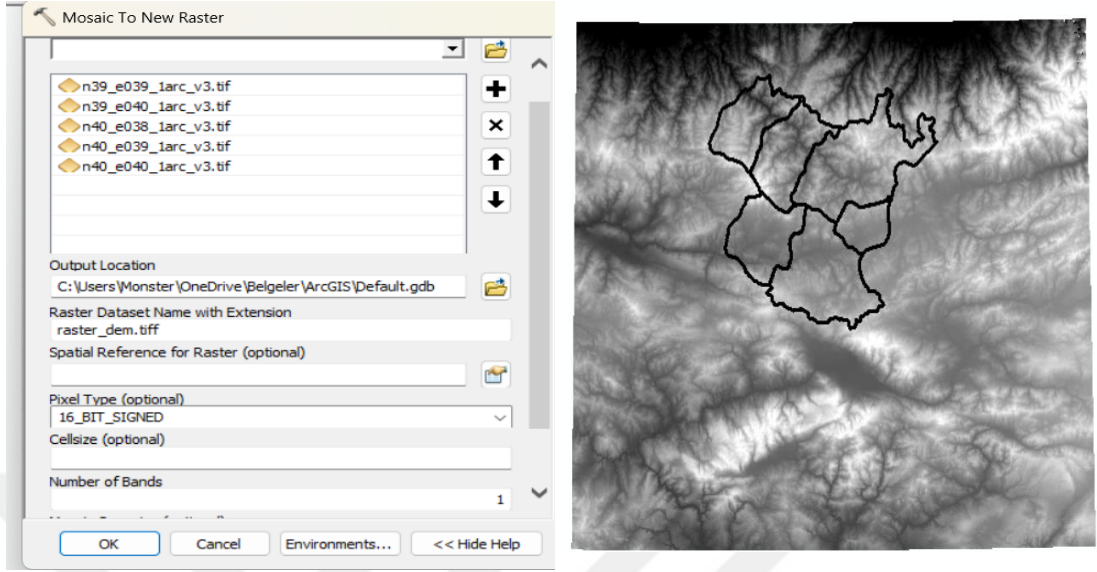 Mosaic To New Raster
n39_e039_1arc_v3.tif
n39_e040_1arc_v3.tif
n40_e038_1arc_v3.tif
n40_e039_1arc_v3.tif
n40_e040_1arc_v3.tif
Output Location
C:\Users\Monster\OneDrive\Belgeler\ArcGIS\Default.gdb
Raster Dataset Name with Extension
raster_dem.tiff
Spatial Reference for Raster (optional)
Pixel Type (optional)
16_BIT_SIGNED
Cellsize (optional)
Number of Bands
1
OK Cancel Environments... << Hide Help